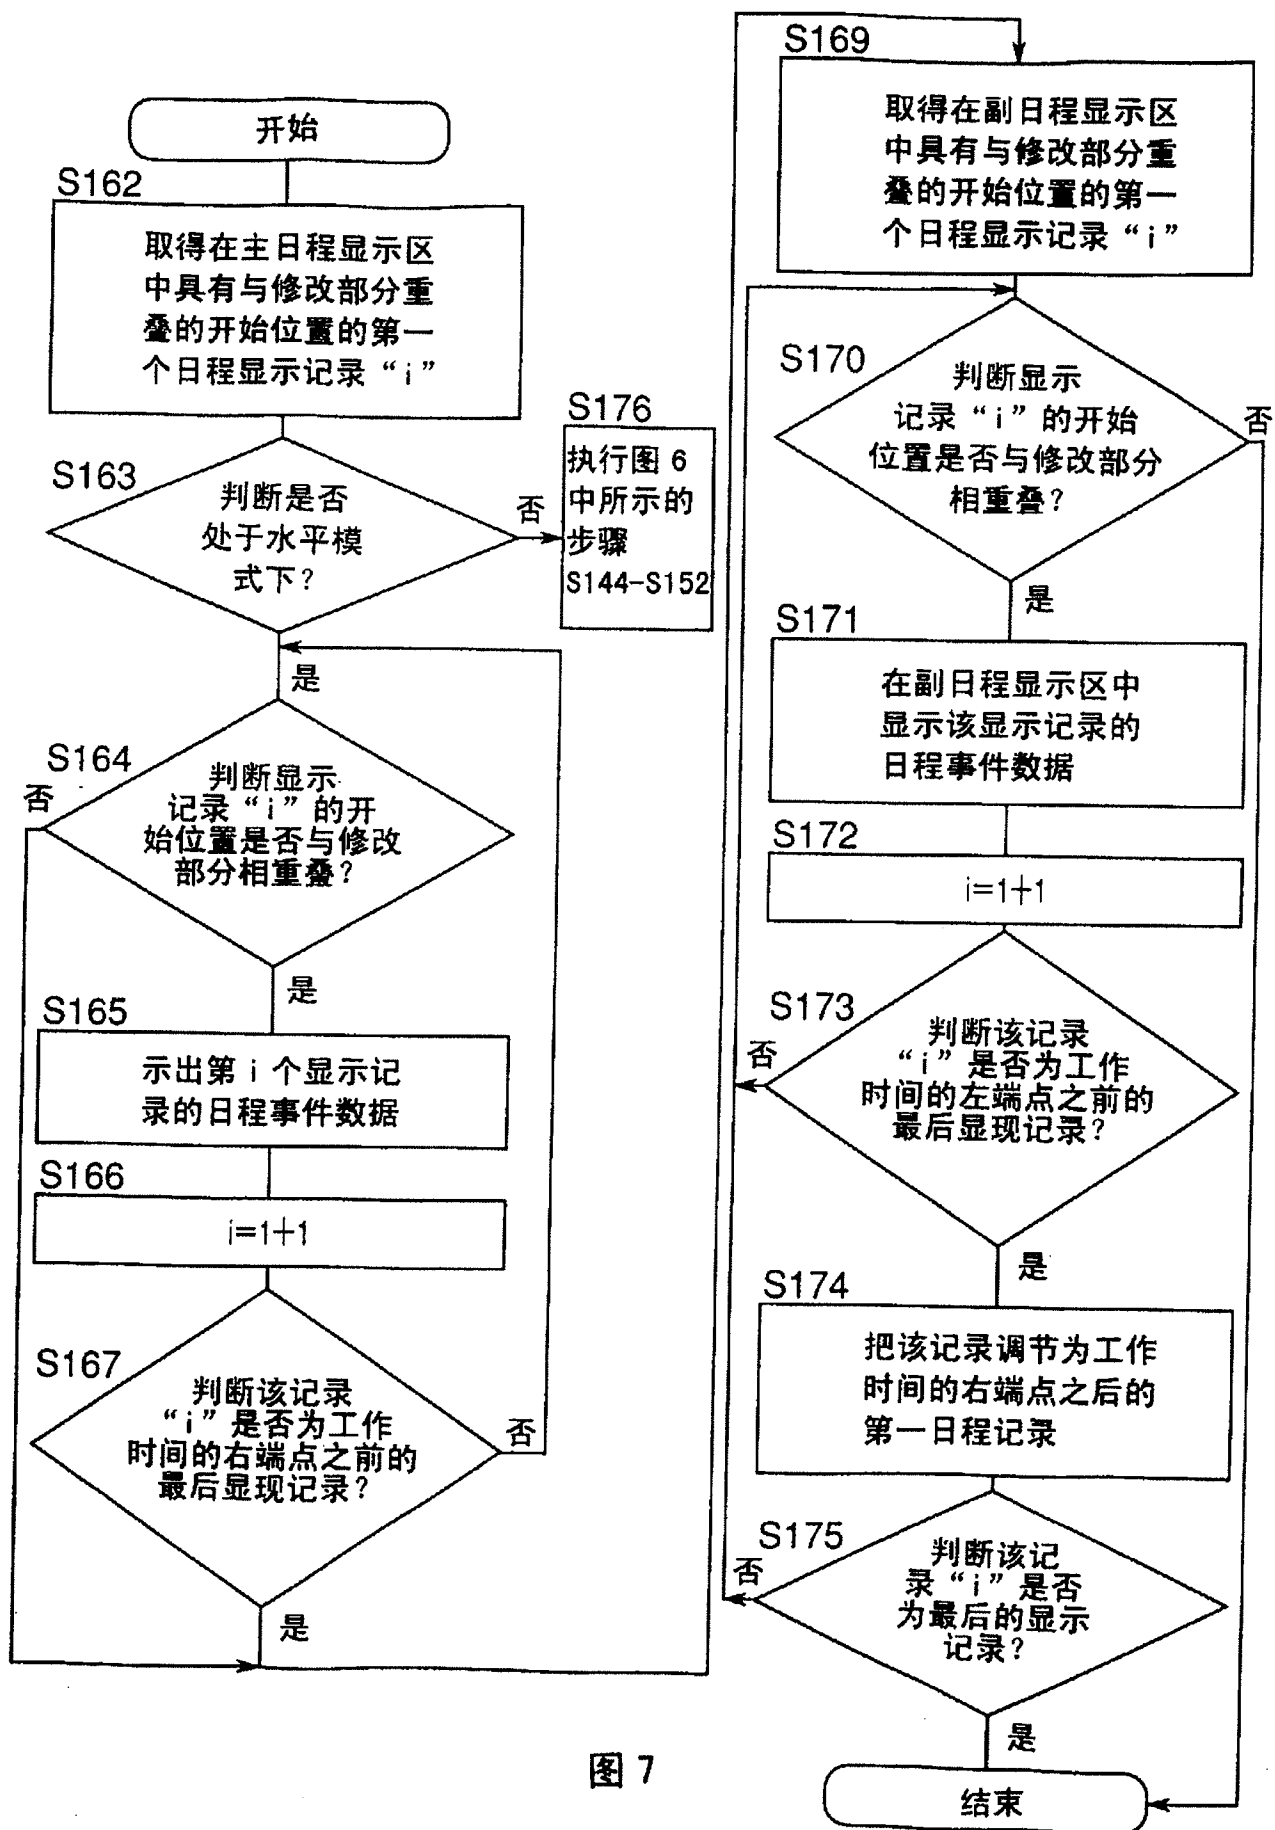 开始
S162
取得在主日程显示区
中具有与修改部分重
叠的开始位置的第一
个日程显示记录“i”
S163
判断是否
处于水平模
式下?
否
S176
执行图 6
中所示的
步骤
S144-S152
是
S164
否
判断显示
记录“i”的开
始位置是否与修改
部分相重叠?
是
S165
示出第 i 个显示记
录的日程事件数据
S166
i=1+1
S167
判断该记录
“i”是否为工作
时间的右端点之前的
最后显现记录?
否
是
S169
取得在副日程显示区
中具有与修改部分重
叠的开始位置的第一
个日程显示记录“i”
S170
判断显示
记录“i”的开始
位置是否与修改部分
相重叠?
否
是
S171
在副日程显示区中
显示该显示记录的
日程事件数据
S172
i=1+1
S173
否
判断该记录
“i”是否为工作
时间的左端点之前的
最后显现记录?
是
S174
把该记录调节为工作
时间的右端点之后的
第一日程记录
S175
否
判断该记
录“i”是否
为最后的显示
记录?
是
结束
图 7